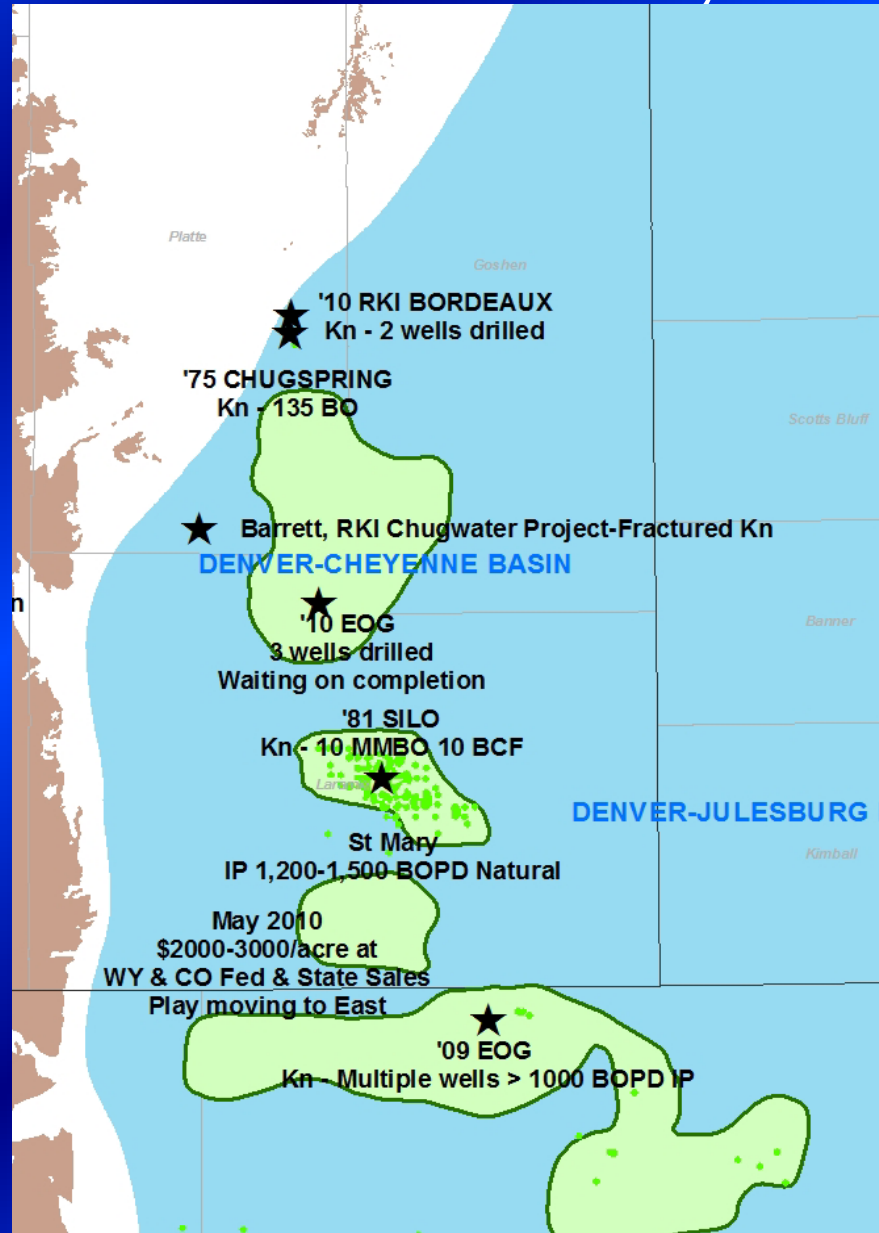 Platte
Goshen
'10 RKI BORDEAUX
Kn - 2 wells drilled
'75 CHUGSPRING
Kn - 135 BO
Scotts Bluff
Barrett, RKI Chugwater Project-Fractured Kn
DENVER-CHEYENNE BASIN
n
'10 EOG
3 wells drilled
Waiting on completion
Banner
'81 SILO
Kn - 10 MMBO 10 BCF
DENVER-JULESBURG
St Mary
IP 1,200-1,500 BOPD Natural
Kimball
May 2010
$2000-3000/acre at
WY & CO Fed & State Sales
Play moving to East
'09 EOG
Kn - Multiple wells > 1000 BOPD IP